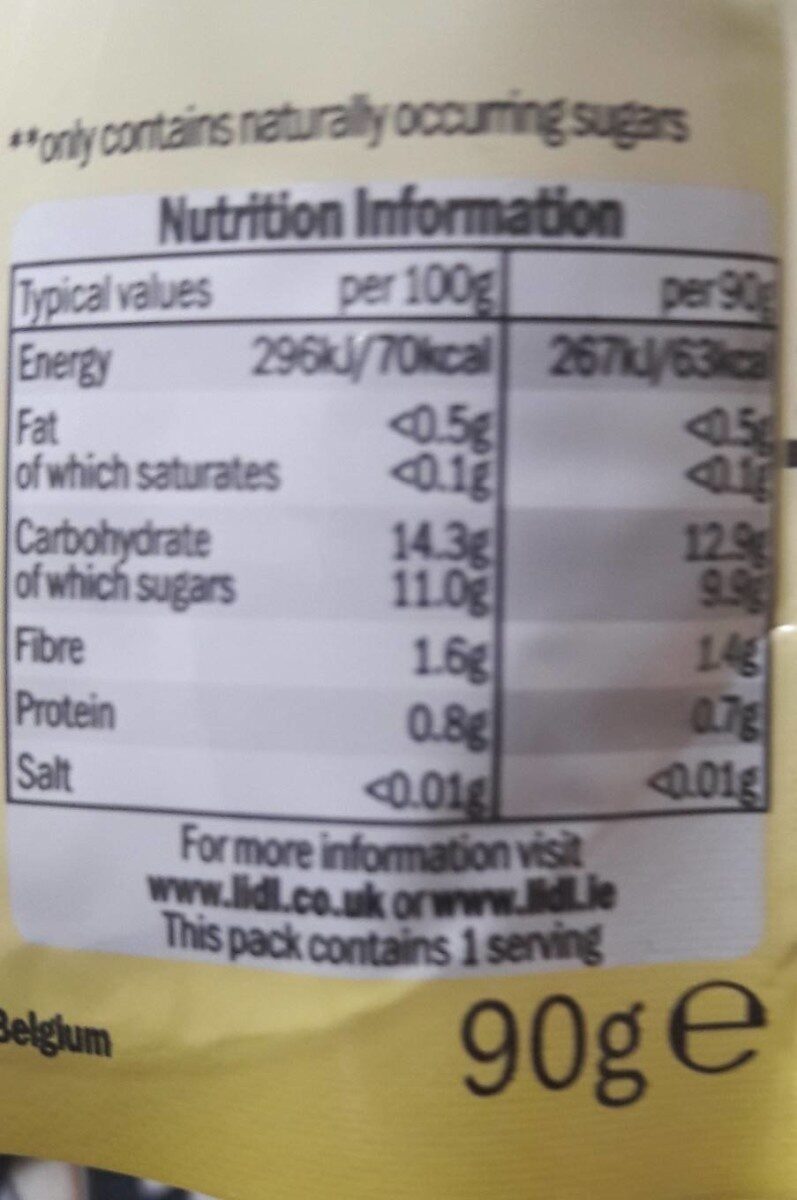 **only contains naturally occurring sugars
Nutrition Information
Typical values per 100g per 90g
Energy 296kJ/70kcal 267kJ/63kcal
Fat <0.5g <0.5g
of which saturates <0.1g <0.1g
Carbohydrate 14.3g 12.9g
of which sugars 11.0g 9.9g
Fibre 1.6g 1.4g
Protein 0.8g 0.7g
Salt <0.01g <0.01g
For more information visit
www.lidl.co.uk or www.lidl.ie
This pack contains 1 serving
Belgium
90g e